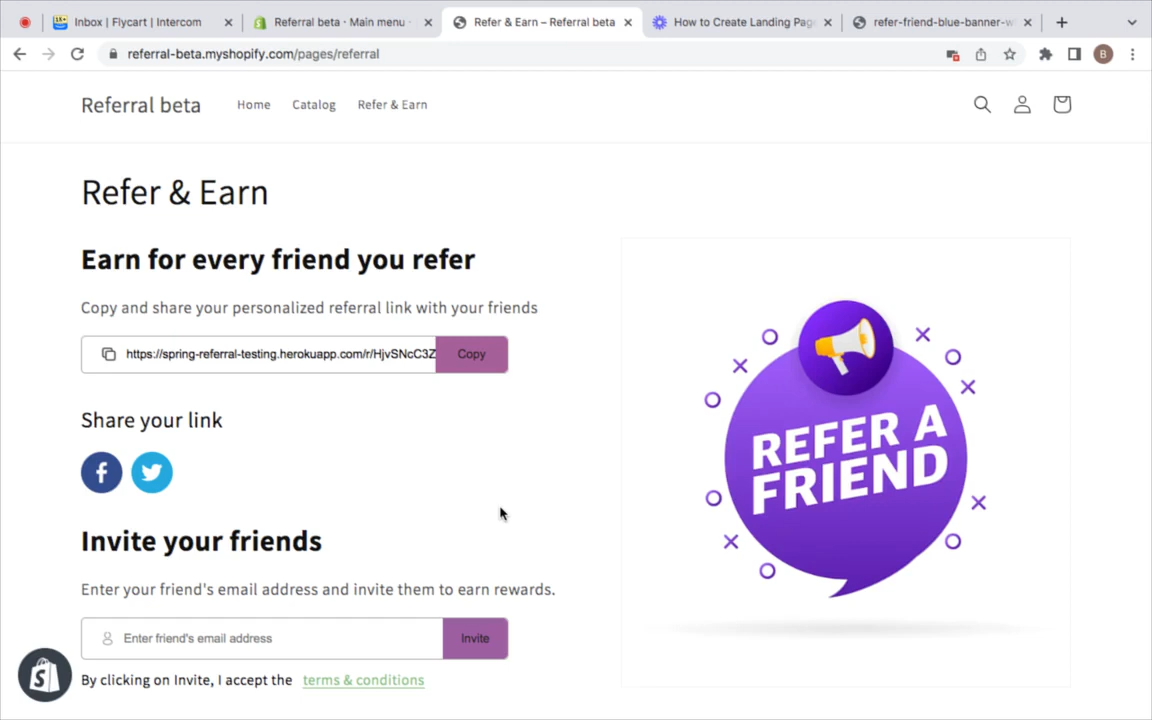 Inbox | Flycart | Intercom
Referral beta · Main menu ·
Refer & Earn – Referral beta
How to Create Landing Pag
refer-friend-blue-banner-w
referral-beta.myshopify.com/pages/referral
B
Referral beta
Home
Catalog
Refer & Earn
Refer & Earn
Earn for every friend you refer
Copy and share your personalized referral link with your friends
https://spring-referral-testing.herokuapp.com/r/HjvSNcC3Z
Copy
Share your link
REFER A
FRIEND
Invite your friends
Enter your friend's email address and invite them to earn rewards.
Enter friend's email address
Invite
By clicking on Invite, I accept the terms & conditions